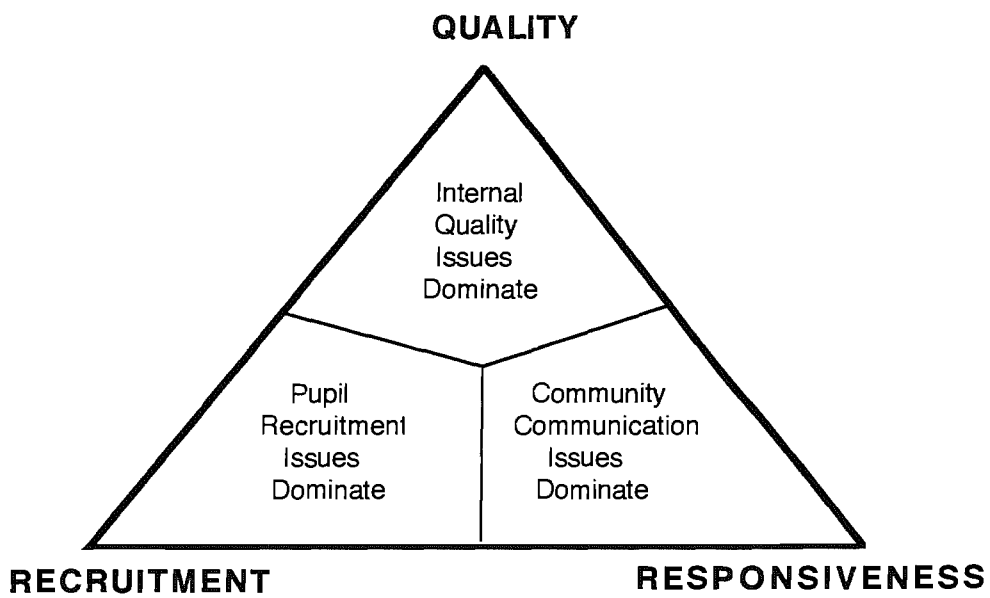 QUALITY
Internal
Quality
Issues
Dominate
Pupil
Recruitment
Issues
Dominate
Community
Communication
Issues
Dominate
RECRUITMENT
RESPONSIVENESS